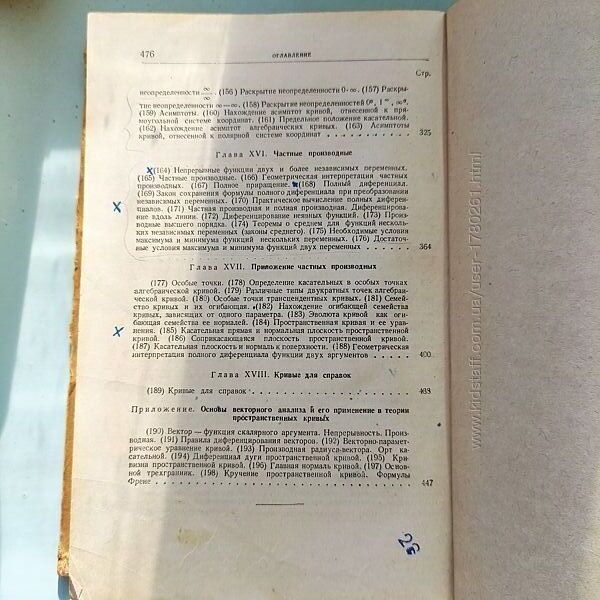 476
ОГЛАВЛЕНИЕ
Стр.
неопределенности ∞/∞. (156) Раскрытие неопределенности 0·∞. (157) Раскры-
тие неопределенности ∞—∞. (158) Раскрытие неопределенностей 0⁰, 1^∞, ∞⁰.
(159) Асимптоты. (160) Нахождение асимптот кривой, отнесенной к пря-
моугольной системе координат. (161) Предельное положение касательной.
(162) Нахождение асимптот алгебраических кривых. (163) Асимптоты
кривой, отнесенной к полярной системе координат . . . . . . . . . 325
Глава XVI. Частные производные
(164) Непрерывные функции двух и более независимых переменных.
(165) Частные производные. (166) Геометрическая интерпретация частных
производных. (167) Полное приращение. (168) Полный дифференциал.
(169) Закон сохранения формулы полного дифференциала при преобразовании
независимых переменных. (170) Практическое вычисление полных дифферен-
циалов. (171) Частная производная и полная производная. Дифференцирова-
ние вдоль линии. (172) Дифференцирование неявных функций. (173) Произ-
водные высшего порядка. (174) Теоремы о среднем для функций несколь-
ких независимых переменных (законы среднего). (175) Необходимые условия
максимума и минимума функций нескольких переменных. (176) Достаточ-
ные условия максимума и минимума функций двух переменных . . . . . 364
Глава XVII. Приложение частных производных
(177) Особые точки. (178) Определение касательных в особых точках
алгебраической кривой. (179) Различные типы двукратных точек алгебраи-
ческой кривой. (180) Особые точки трансцендентных кривых. (181) Семей-
ство кривых и их огибающая. (182) Нахождение огибающей семейства
кривых, зависящих от одного параметра. (183) Эволюта кривой как оги-
бающая семейства ее нормалей. (184) Пространственная кривая и ее урав-
нения. (185) Касательная прямая и нормальная плоскость пространственной
кривой. (186) Соприкасающаяся плоскость пространственной кривой.
(187) Касательная плоскость и нормаль к поверхности. (188) Геометрическая
интерпретация полного дифференциала функции двух аргументов . . . . . 400
Глава XVIII. Кривые для справок
(189) Кривые для справок . . . . . . . . . . . . . . . . . . 433
Приложение. Основы векторного анализа и его применение в теории
пространственных кривых
(190) Вектор — функция скалярного аргумента. Непрерывность. Произ-
водная. (191) Правила дифференцирования векторов. (192) Векторно-парамет-
рическое уравнение кривой. (193) Производная радиуса-вектора. Орт ка-
сательной. (194) Дифференциал дуги пространственной кривой. (195) Кри-
визна пространственной кривой. (196) Главная нормаль кривой. (197) Основ-
ной трехгранник. (198) Кручение пространственной кривой. Формулы
Френе . . . . . . . . . . . . . . . . . . . . . . . . . 447
www.kidstaff.com.ua/user-1780261.html